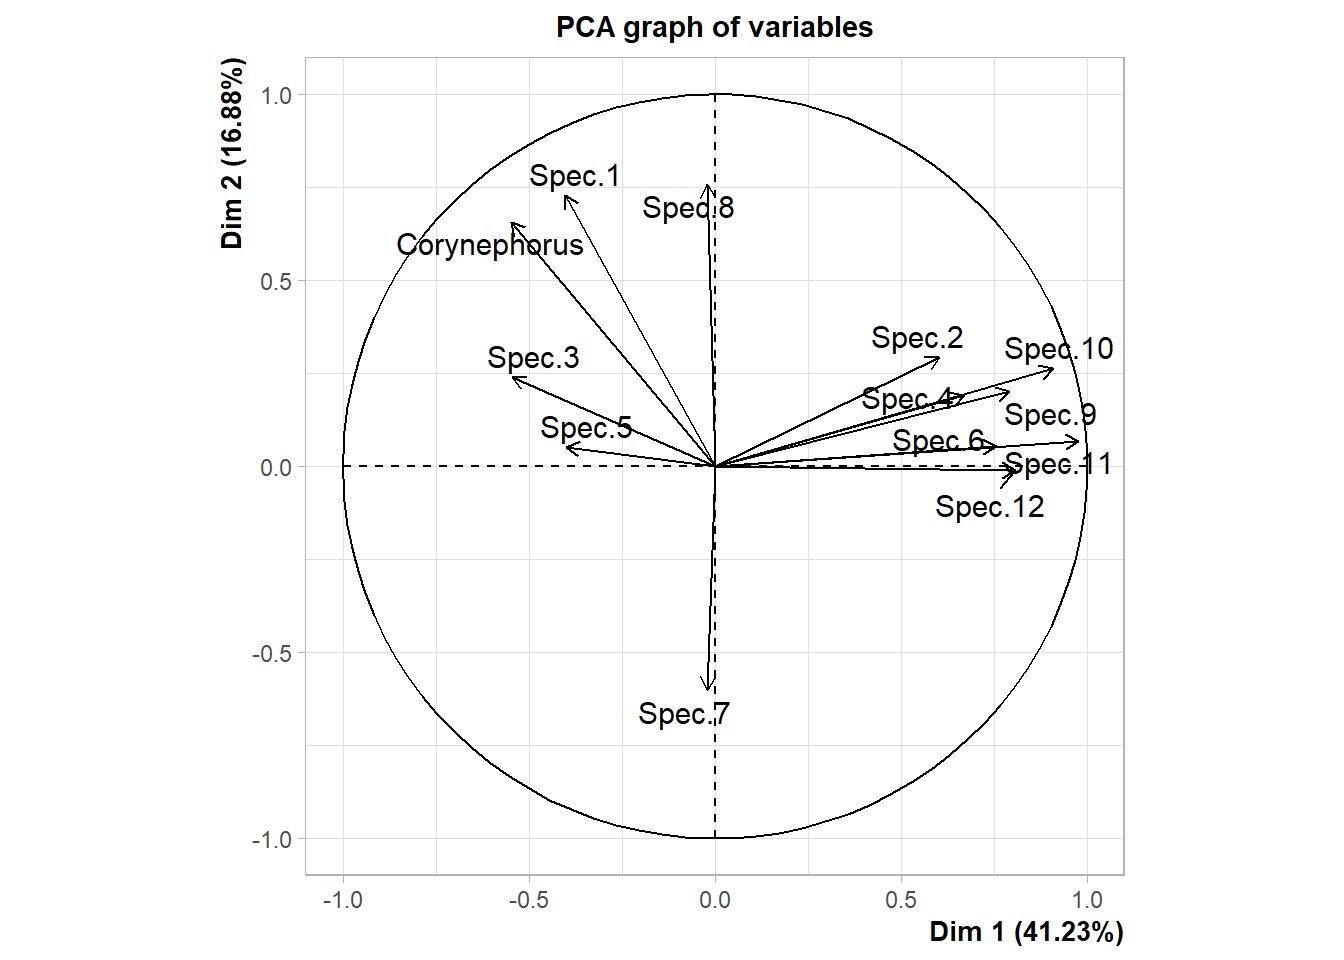 PCA graph of variables
Dim 2 (16.88%)
1.0
0.5
0.0
-0.5
-1.0
Spec.1
Spec.8
Corynephorus
Spec.2
Spec.10
Spec.3
Spec.4
Spec.9
Spec.5
Spec.6
Spec.11
Spec.12
Spec.7
-1.0
-0.5
0.0
0.5
1.0
Dim 1 (41.23%)